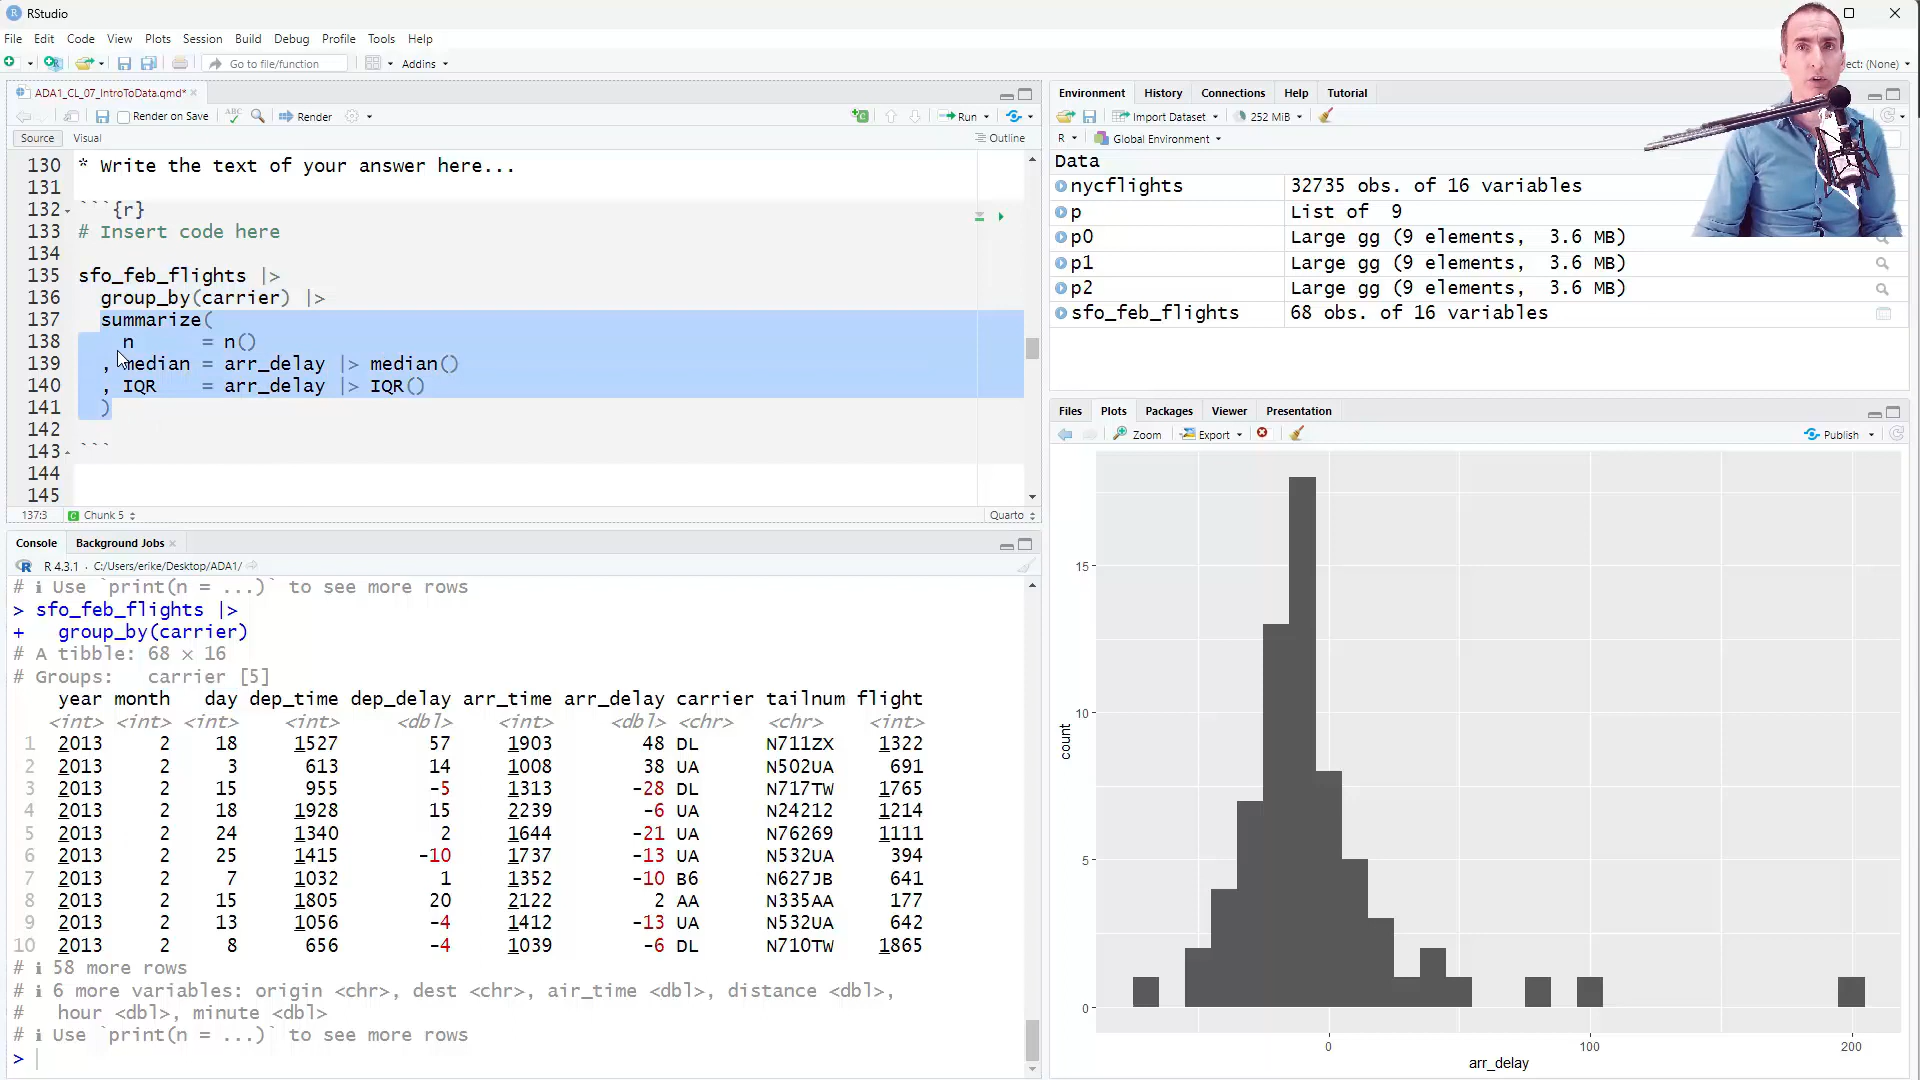 RStudio
File Edit Code View Plots Session Build Debug Profile Tools Help
Go to file/function Addins
ect: (None)
ADA1_CL_07_IntroToData.qmd*
Render on Save ABC Render Run
Source Visual Outline
130 * Write the text of your answer here...
131
132 ```{r}
133 # Insert code here
134
135 sfo_feb_flights |>
136 group_by(carrier) |>
137 summarize(
138 n = n()
139 , median = arr_delay |> median()
140 , IQR = arr_delay |> IQR()
141 )
142
143 ```
144
145
137:3 C Chunk 5 Quarto
Console Background Jobs
R 4.3.1 · C:/Users/erike/Desktop/ADA1/
# ℹ Use `print(n = ...)` to see more rows
> sfo_feb_flights |>
+ group_by(carrier)
# A tibble: 68 × 16
# Groups: carrier [5]
year month day dep_time dep_delay arr_time arr_delay carrier tailnum flight
<int> <int> <int> <int> <dbl> <int> <dbl> <chr> <chr> <int>
1 2013 2 18 1527 57 1903 48 DL N711ZX 1322
2 2013 2 3 613 14 1008 38 UA N502UA 691
3 2013 2 15 955 -5 1313 -28 DL N717TW 1765
4 2013 2 18 1928 15 2239 -6 UA N24212 1214
5 2013 2 24 1340 2 1644 -21 UA N76269 1111
6 2013 2 25 1415 -10 1737 -13 UA N532UA 394
7 2013 2 7 1032 1 1352 -10 B6 N627JB 641
8 2013 2 15 1805 20 2122 2 AA N335AA 177
9 2013 2 13 1056 -4 1412 -13 UA N532UA 642
10 2013 2 8 656 -4 1039 -6 DL N710TW 1865
# ℹ 58 more rows
# ℹ 6 more variables: origin <chr>, dest <chr>, air_time <dbl>, distance <dbl>,
# hour <dbl>, minute <dbl>
# ℹ Use `print(n = ...)` to see more rows
>
Environment History Connections Help Tutorial
Import Dataset 252 MiB
R Global Environment
Data
nycflights 32735 obs. of 16 variables
p List of 9
p0 Large gg (9 elements, 3.6 MB)
p1 Large gg (9 elements, 3.6 MB)
p2 Large gg (9 elements, 3.6 MB)
sfo_feb_flights 68 obs. of 16 variables
Files Plots Packages Viewer Presentation
Zoom Export Publish
15
10
5
0
count
0 100 200
arr_delay